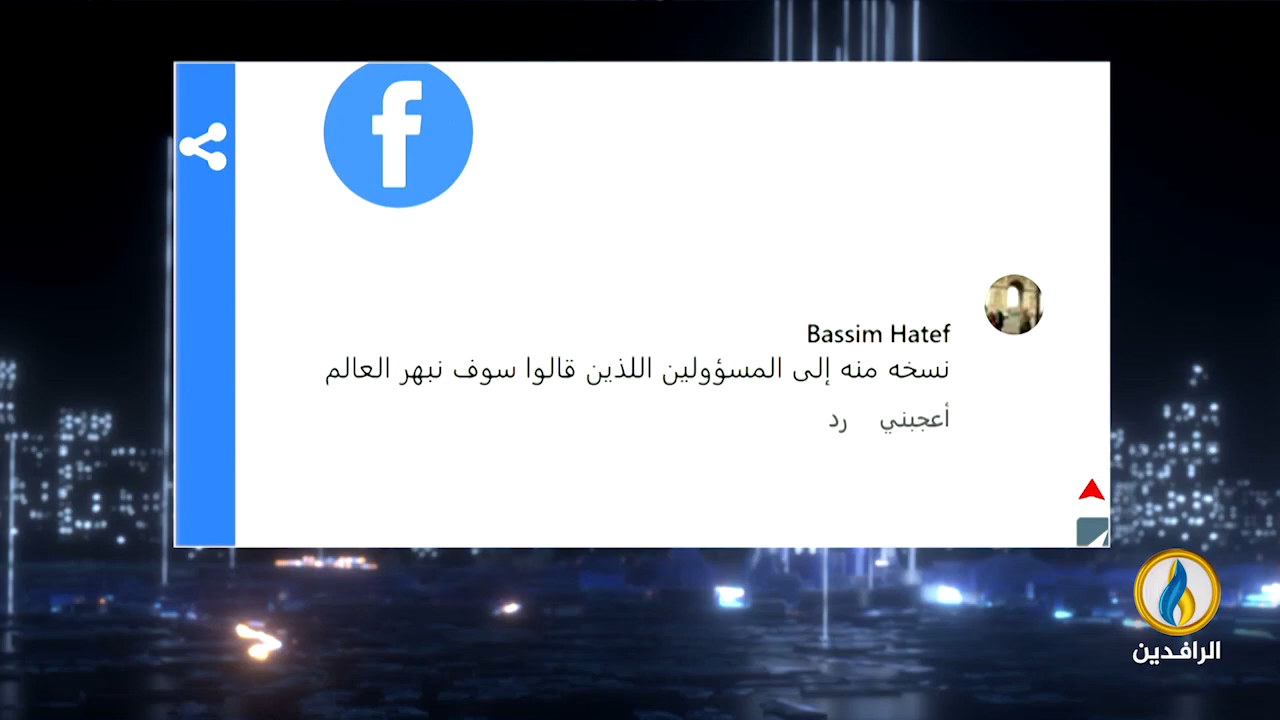 Bassim Hatef
نسخه منه إلى المسؤولين اللذين قالوا سوف نبهر العالم
أعجبني رد
الرافدين